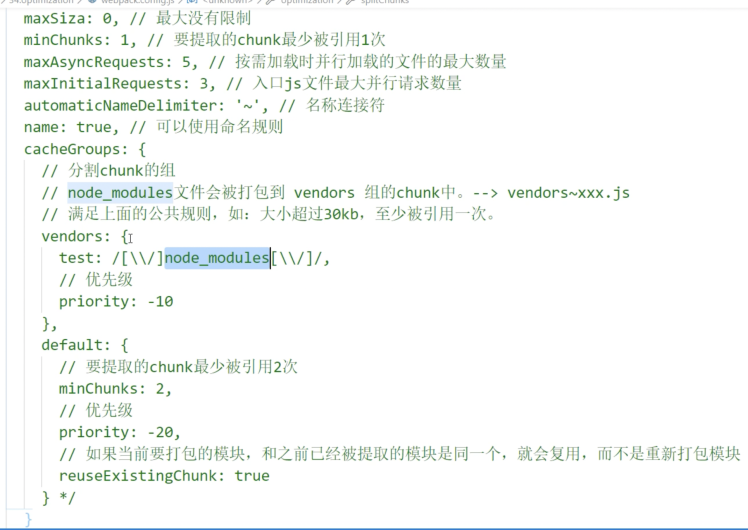 34.optimization > webpack.config.js > <unknown> > optimization > splitChunks
maxSiza: 0, // 最大没有限制
minChunks: 1, // 要提取的chunk最少被引用1次
maxAsyncRequests: 5, // 按需加载时并行加载的文件的最大数量
maxInitialRequests: 3, // 入口js文件最大并行请求数量
automaticNameDelimiter: '~', // 名称连接符
name: true, // 可以使用命名规则
cacheGroups: {
// 分割chunk的组
// node_modules文件会被打包到 vendors 组的chunk中。--> vendors~xxx.js
// 满足上面的公共规则，如：大小超过30kb，至少被引用一次。
vendors: {
test: /[\\/]node_modules[\\/]/,
// 优先级
priority: -10
},
default: {
// 要提取的chunk最少被引用2次
minChunks: 2,
// 优先级
priority: -20,
// 如果当前要打包的模块，和之前已经被提取的模块是同一个，就会复用，而不是重新打包模块
reuseExistingChunk: true
} */
}